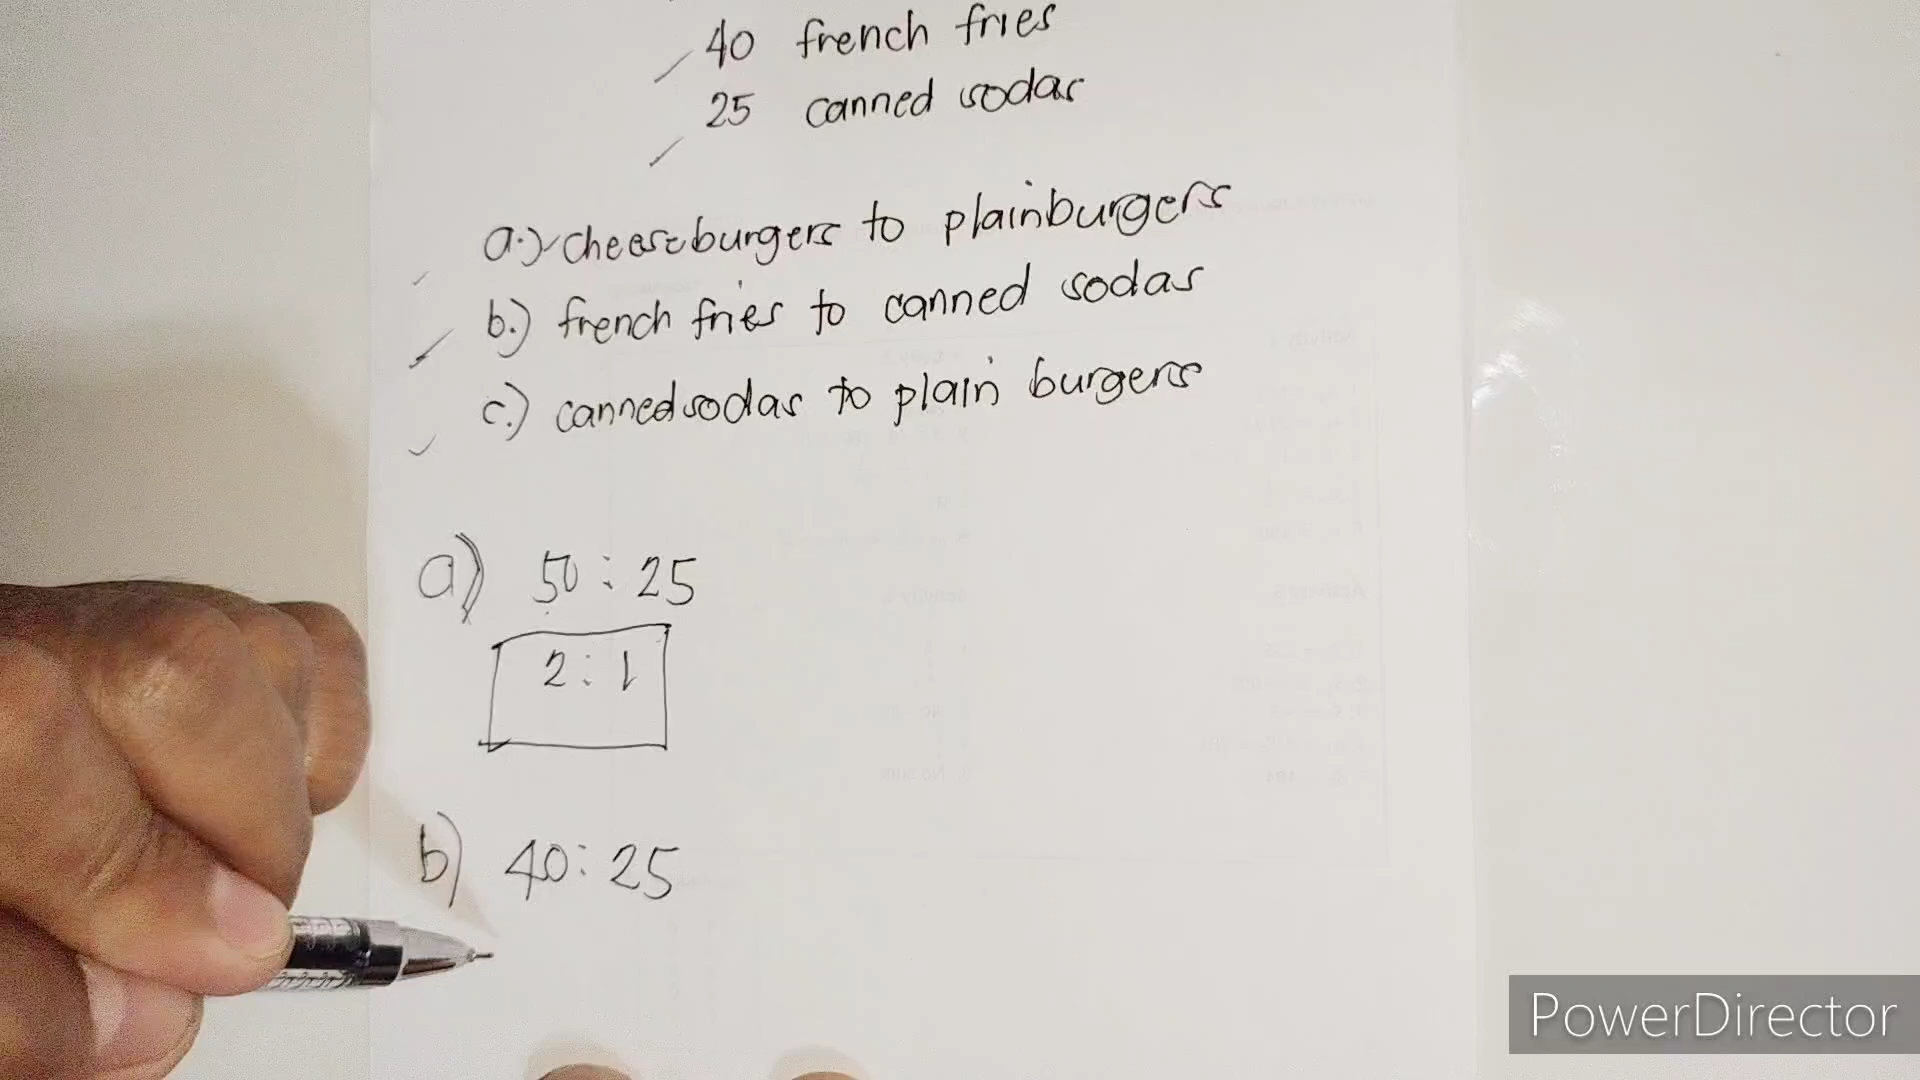 40 french fries
25 canned sodas
a.) cheeseburgers to plainburgers
b.) french fries to canned sodas
c.) canned sodas to plain burgers
a) 50 : 25
2 : 1
b) 40 : 25
PowerDirector